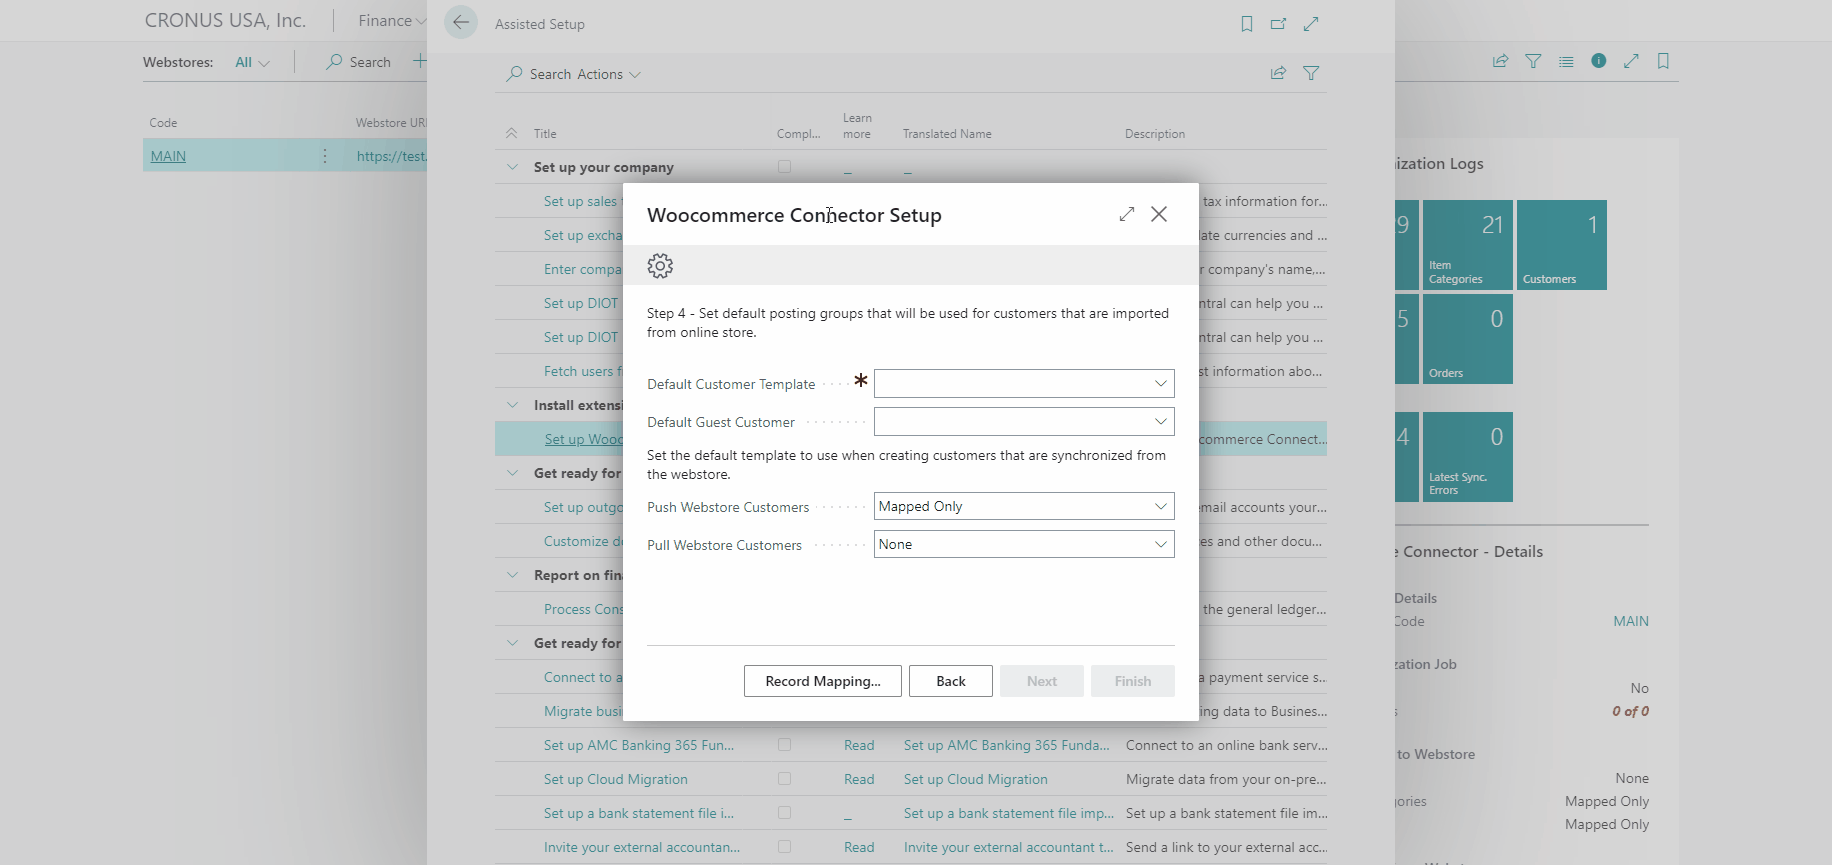 CRONUS USA, Inc.
Finance
Webstores:
All
Search
Code
Webstore UR
MAIN
https://test.
Assisted Setup
Search
Actions
Title
Compl...
Learn more
Translated Name
Description
Set up your company
_
_
Set up sales
tax information for...
Set up excha
late currencies and ...
Enter compa
r company's name,...
Set up DIOT
ntral can help you ...
Set up DIOT
ntral can help you ...
Fetch users f
st information abo...
Install extensi
Set up Wooc
commerce Connect...
Get ready for
Set up outgo
email accounts your...
Customize de
es and other docu...
Report on fina
Process Cons
the general ledger...
Get ready for
Connect to a
a payment service s...
Migrate busi
ing data to Busines...
Set up AMC Banking 365 Fun...
Read
Set up AMC Banking 365 Funda...
Connect to an online bank serv...
Set up Cloud Migration
Read
Set up Cloud Migration
Migrate data from your on-pre...
Set up a bank statement file i...
_
Set up a bank statement file imp...
Set up a bank statement file im...
Invite your external accountan...
Read
Invite your external accountant t...
Send a link to your external acc...
Woocommerce Connector Setup
Step 4 - Set default posting groups that will be used for customers that are imported
from online store.
Default Customer Template
*
Default Guest Customer
Set the default template to use when creating customers that are synchronized from
the webstore.
Push Webstore Customers
Mapped Only
Pull Webstore Customers
None
Record Mapping...
Back
Next
Finish
ization Logs
9
21
Item
Categories
1
Customers
5
0
Orders
4
0
Latest Sync.
Errors
e Connector - Details
Details
Code
MAIN
zation Job
No
s
0 of 0
to Webstore
None
gories
Mapped Only
Mapped Only